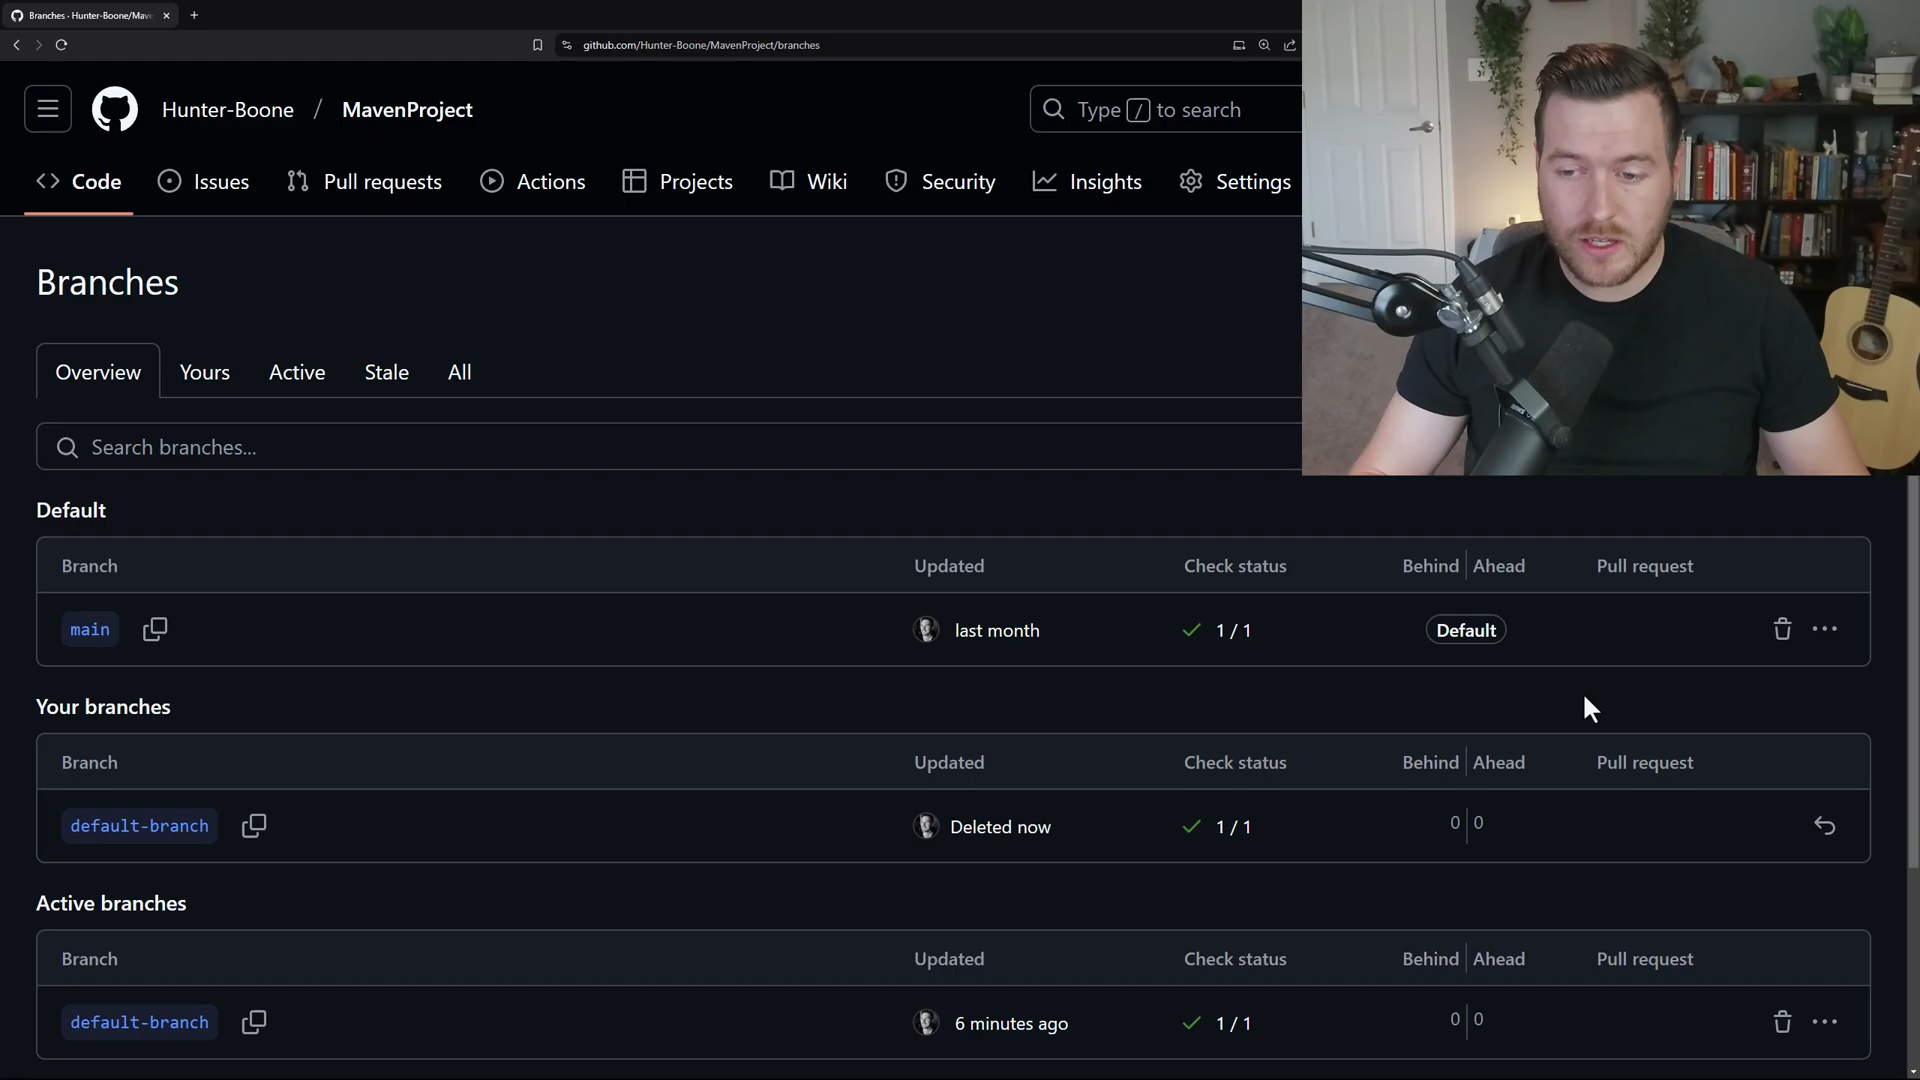 Branches · Hunter-Boone/Mave
github.com/Hunter-Boone/MavenProject/branches
Hunter-Boone / MavenProject
Type / to search
Code Issues Pull requests Actions Projects Wiki Security Insights Settings
Branches
Overview Yours Active Stale All
Search branches...
Default
Branch Updated Check status Behind Ahead Pull request
main last month 1 / 1 Default
Your branches
Branch Updated Check status Behind Ahead Pull request
default-branch Deleted now 1 / 1 0 0
Active branches
Branch Updated Check status Behind Ahead Pull request
default-branch 6 minutes ago 1 / 1 0 0